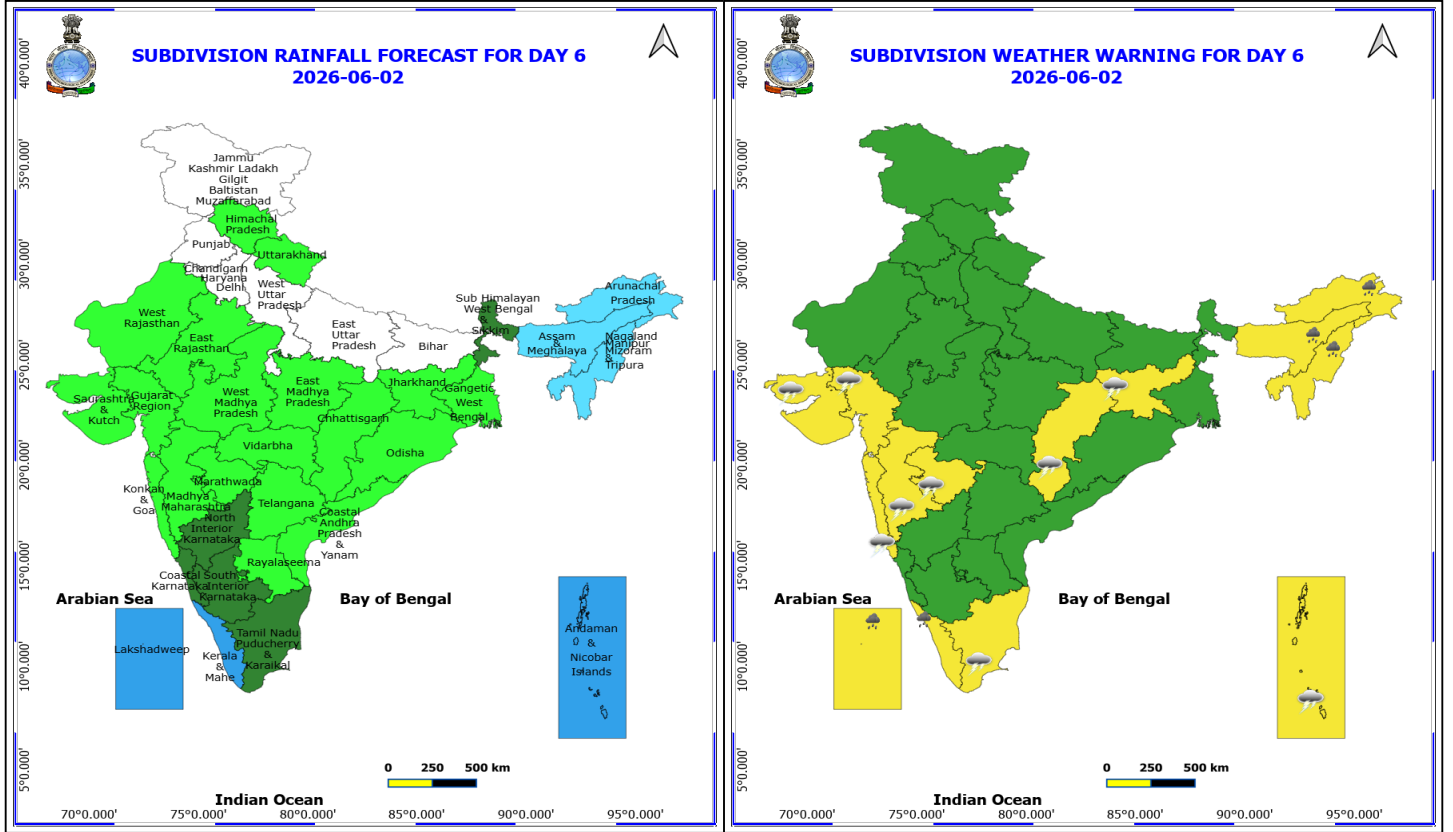 SUBDIVISION RAINFALL FORECAST FOR DAY 6
2026-06-02
40°0.000'
35°0.000'
30°0.000'
25°0.000'
20°0.000'
15°0.000'
10°0.000'
5°0.000'
Jammu
Kashmir Ladakh
Gilgit
Baltistan
Muzaffarabad
Himachal
Pradesh
Punjab
Uttarakhand
Chandigarh
Haryana
Delhi
West
Uttar
Pradesh
West
Rajasthan
East
Rajasthan
East
Uttar
Pradesh
Bihar
Sub Himalayan
West Bengal
&
Sikkim
Arunachal
Pradesh
Assam
&
Meghalaya
Nagaland
Manipur
Mizoram
&
Tripura
Saurashtra
&
Kutch
Gujarat
Region
West
Madhya
Pradesh
East
Madhya
Pradesh
Jharkhand
Gangetic
West
Bengal
Chhattisgarh
Vidarbha
Odisha
Konkan
&
Goa
Madhya
Maharashtra
Marathwada
Telangana
North
Interior
Karnataka
Coastal
Andhra
Pradesh
&
Yanam
Rayalaseema
Coastal
Karnataka
South
Interior
Karnataka
Arabian Sea
Bay of Bengal
Lakshadweep
Kerala
&
Mahe
Tamil Nadu
Puducherry
&
Karaikal
Andaman
&
Nicobar
Islands
0 250 500 km
Indian Ocean
70°0.000' 75°0.000' 80°0.000' 85°0.000' 90°0.000' 95°0.000'
SUBDIVISION WEATHER WARNING FOR DAY 6
2026-06-02
40°0.000'
35°0.000'
30°0.000'
25°0.000'
20°0.000'
15°0.000'
10°0.000'
5°0.000'
Arabian Sea
Bay of Bengal
0 250 500 km
Indian Ocean
70°0.000' 75°0.000' 80°0.000' 85°0.000' 90°0.000' 95°0.000'